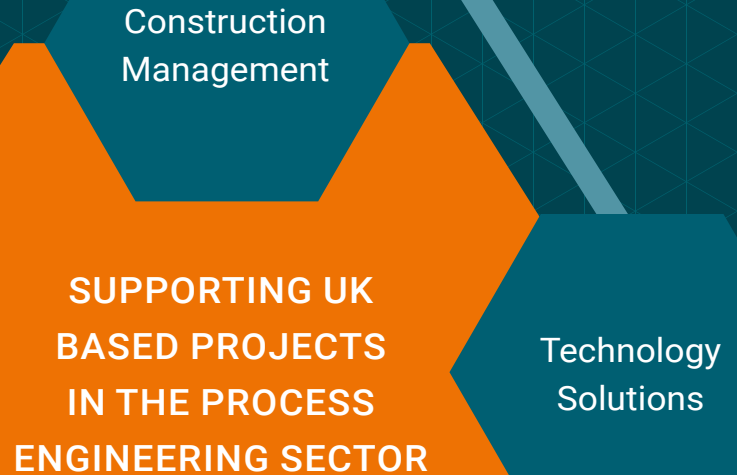 Construction
Management
SUPPORTING UK
BASED PROJECTS
IN THE PROCESS
ENGINEERING SECTOR
Technology
Solutions